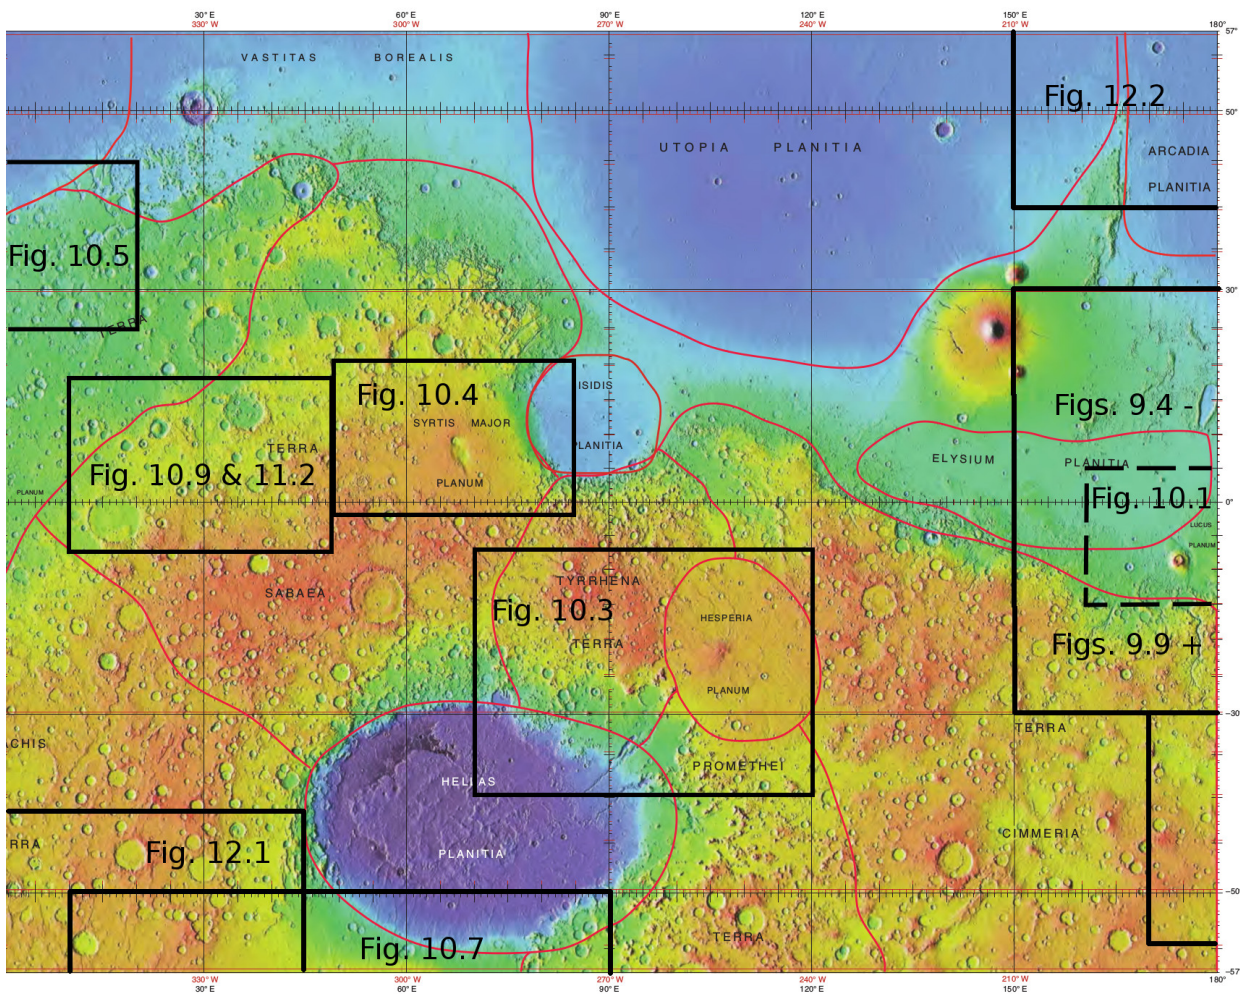 30° E 60° E 90° E 120° E 150° E 180°
330° W 300° W 270° W 240° W 210° W
57°
VASTITAS BOREALIS
Fig. 12.2
50°
UTOPIA PLANITIA
ARCADIA
PLANITIA
Fig. 10.5
30°
TERRA
ISIDIS
Fig. 10.4
Figs. 9.4 -
SYRTIS MAJOR
TERRA
PLANITIA
ELYSIUM PLANITIA
Fig. 10.9 & 11.2
PLANUM
PLANUM
Fig. 10.1
0°
LUCUS
PLANUM
TYRRHENA
SABAEA
Fig. 10.3
HESPERIA
TERRA
Figs. 9.9 +
PLANUM
-30
TERRA
CHIS
PROMETHEI
HELLAS
CIMMERIA
RRA
Fig. 12.1
PLANITIA
-50
TERRA
Fig. 10.7
-57
330° W 300° W 270° W 240° W 210° W 180°
30° E 60° E 90° E 120° E 150° E